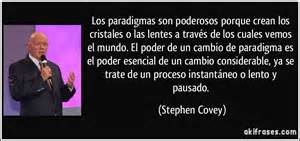 Los paradigmas son poderosos porque crean los
cristales o las lentes a través de los cuales vemos
el mundo. El poder de un cambio de paradigma es
el poder esencial de un cambio considerable, ya se
trate de un proceso instantáneo o lento y
pausado.
(Stephen Covey)
akifrases.com